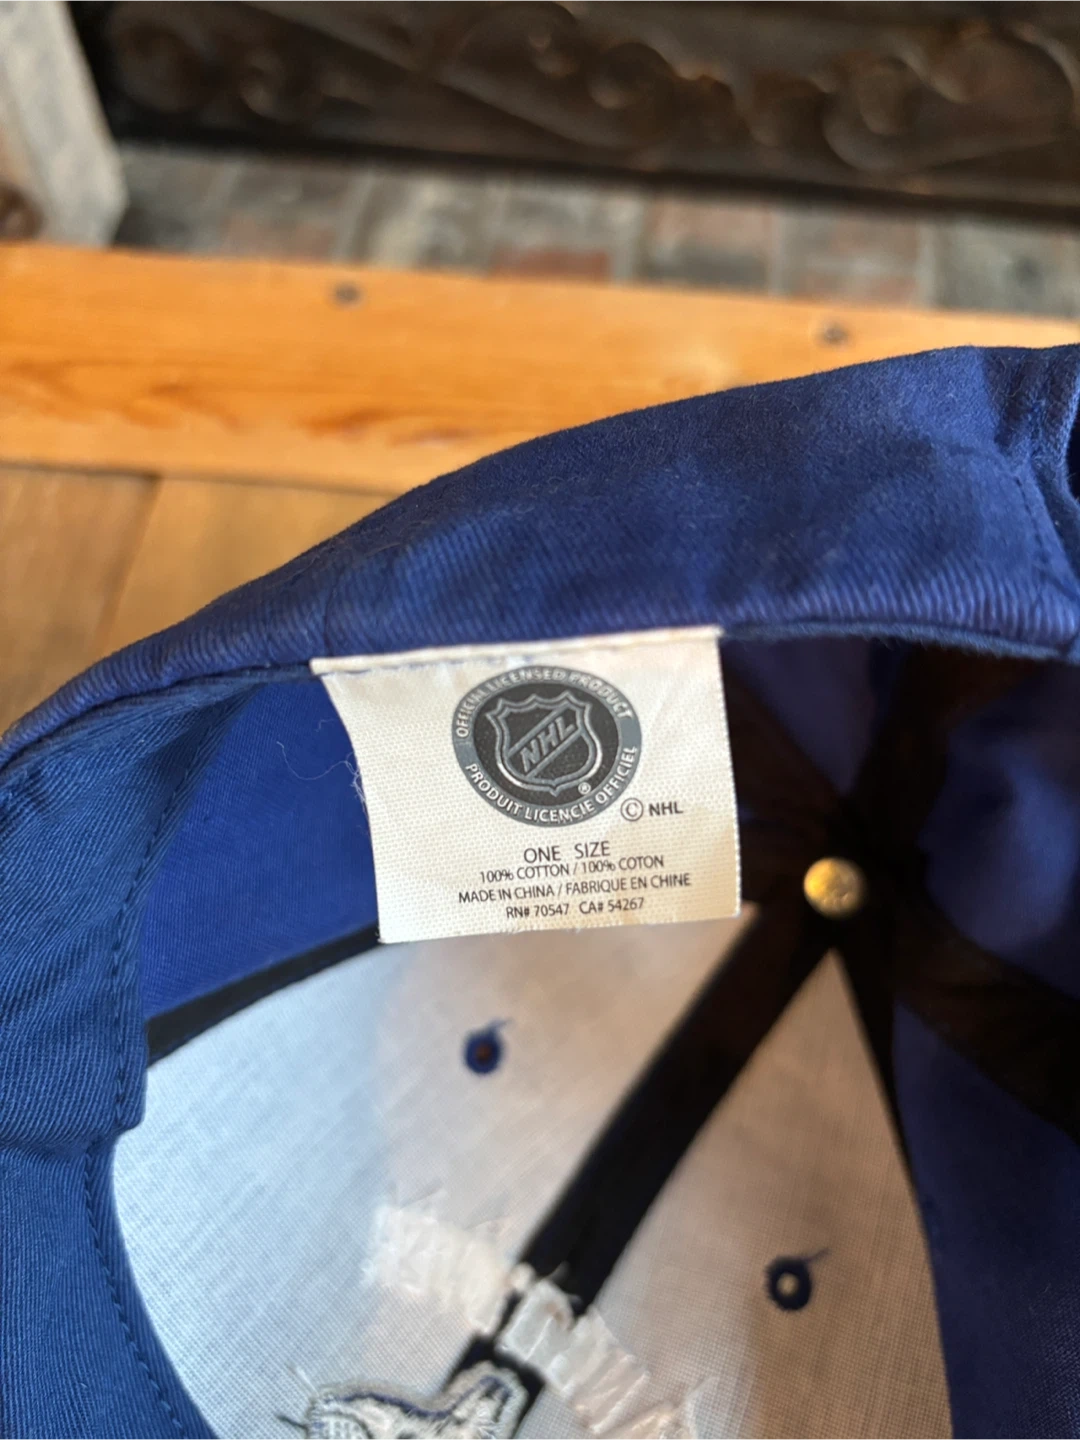 OFFICIAL LICENSED PRODUCT
NHL
®
PRODUIT LICENCIE OFFICIEL
© NHL
ONE SIZE
100% COTTON / 100% COTON
MADE IN CHINA / FABRIQUE EN CHINE
RN# 70547 CA# 54267